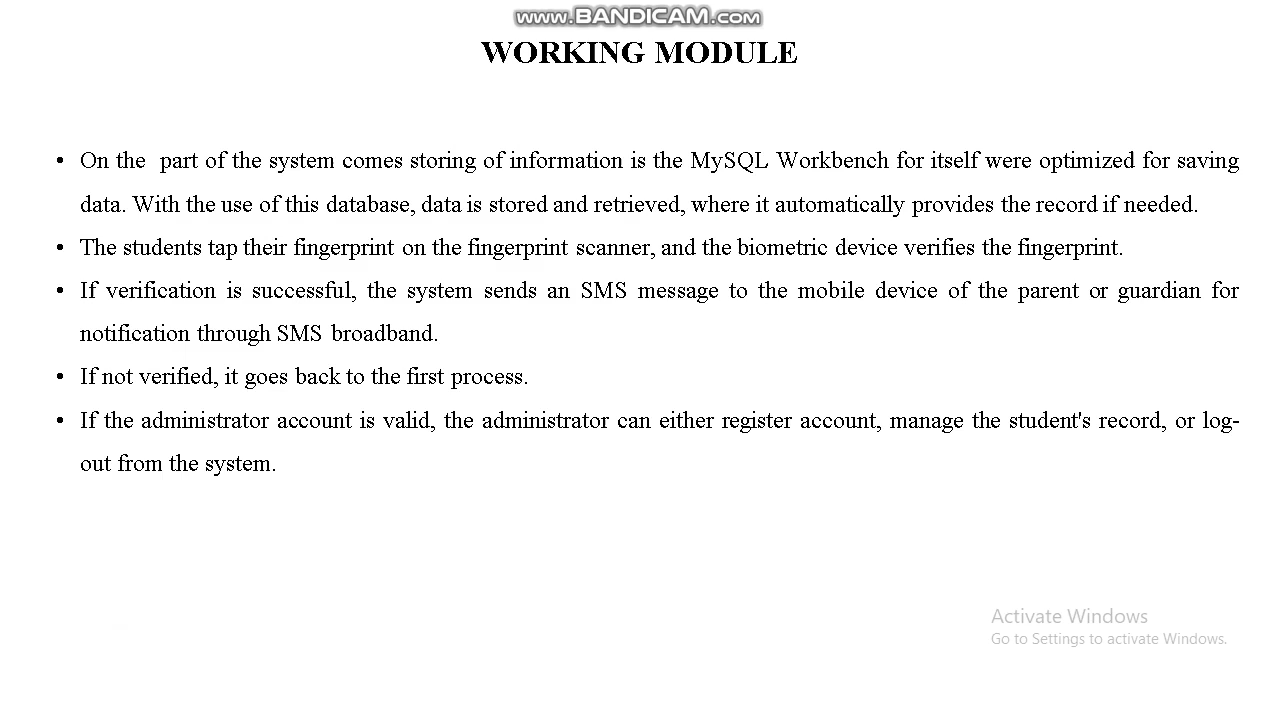 www.BANDICAM.com
WORKING MODULE
• On the  part of the system comes storing of information is the MySQL Workbench for itself were optimized for saving
data. With the use of this database, data is stored and retrieved, where it automatically provides the record if needed.
• The students tap their fingerprint on the fingerprint scanner, and the biometric device verifies the fingerprint.
• If verification is successful, the system sends an SMS message to the mobile device of the parent or guardian for
notification through SMS broadband.
• If not verified, it goes back to the first process.
• If the administrator account is valid, the administrator can either register account, manage the student's record, or log-
out from the system.
Activate Windows
Go to Settings to activate Windows.